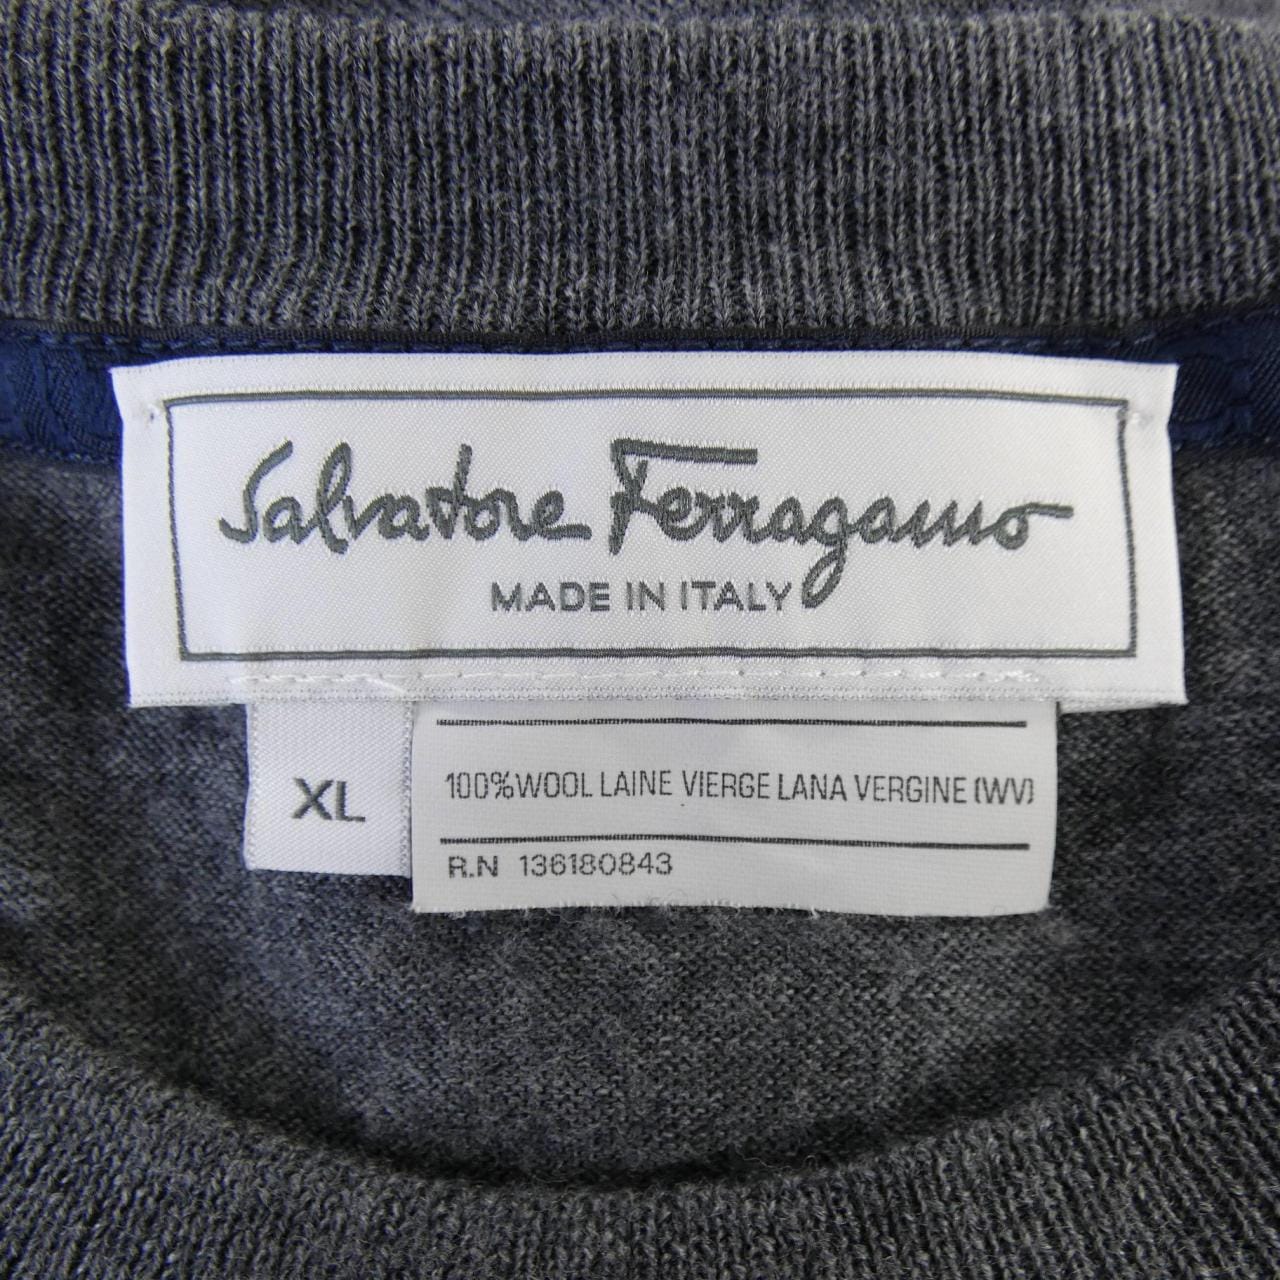 Salvatore Ferragamo
MADE IN ITALY
XL
100%WOOL LAINE VIERGE LANA VERGINE (WV)
R.N 136180843